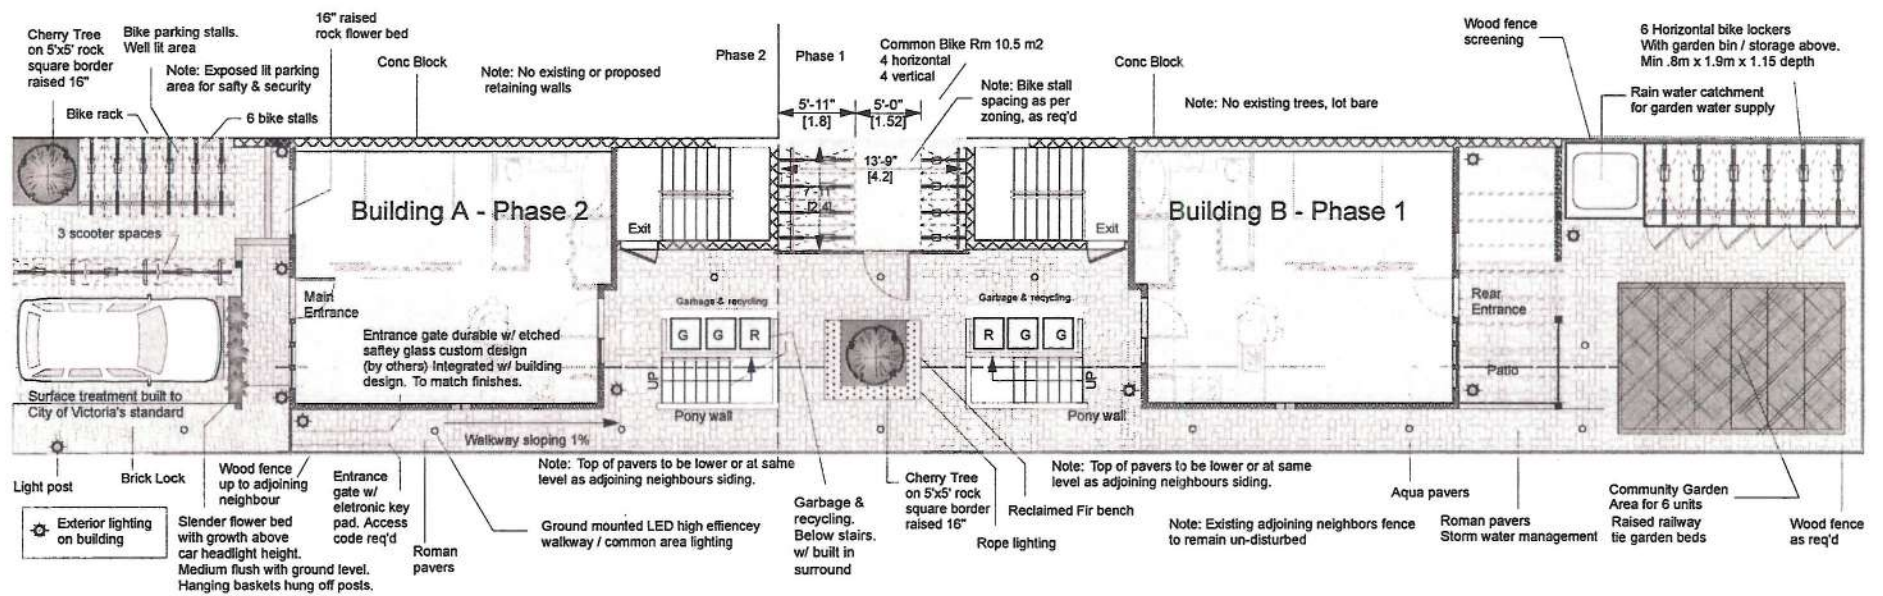 Cherry Tree
on 5'x5' rock
square border
raised 16"
Bike parking stalls.
Well lit area
Note: Exposed lit parking
area for safty & security
Bike rack
6 bike stalls
16" raised
rock flower bed
Conc Block
Note: No existing or proposed
retaining walls
Phase 2
Phase 1
Common Bike Rm 10.5 m2
4 horizontal
4 vertical
Note: Bike stall
spacing as per
zoning, as req'd
5'-11"
[1.8]
5'-0"
[1.52]
13'-9"
[4.2]
7'-11"
[2.4]
Conc Block
Note: No existing trees, lot bare
Wood fence
screening
6 Horizontal bike lockers
With garden bin / storage above.
Min .8m x 1.9m x 1.15 depth
Rain water catchment
for garden water supply
Building A - Phase 2
Building B - Phase 1
Exit
Exit
3 scooter spaces
Main
Entrance
Entrance gate durable w/ etched
saftey glass custom design
(by others) Integrated w/ building
design. To match finishes.
Garbage & recycling
G G R
UP
Pony wall
Garbage & recycling
R G G
UP
Pony wall
Rear
Entrance
Patio
Surface treatment built to
City of Victoria's standard
Walkway sloping 1%
Light post
Brick Lock
Exterior lighting
on building
Slender flower bed
with growth above
car headlight height.
Medium flush with ground level.
Hanging baskets hung off posts.
Wood fence
up to adjoining
neighbour
Entrance
gate w/
eletronic key
pad. Access
code req'd
Roman
pavers
Note: Top of pavers to be lower or at same
level as adjoining neighbours siding.
Ground mounted LED high effiencey
walkway / common area lighting
Garbage &
recycling.
Below stairs.
w/ built in
surround
Cherry Tree
on 5'x5' rock
square border
raised 16"
Rope lighting
Reclaimed Fir bench
Note: Top of pavers to be lower or at same
level as adjoining neighbours siding.
Note: Existing adjoining neighbors fence
to remain un-disturbed
Aqua pavers
Roman pavers
Storm water management
Community Garden
Area for 6 units
Raised railway
tie garden beds
Wood fence
as req'd